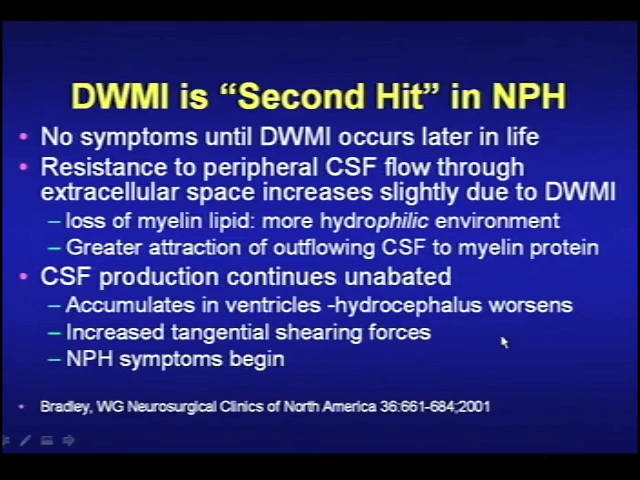 DWMI is “Second Hit” in NPH
• No symptoms until DWMI occurs later in life
• Resistance to peripheral CSF flow through
extracellular space increases slightly due to DWMI
– loss of myelin lipid: more hydrophilic environment
– Greater attraction of outflowing CSF to myelin protein
• CSF production continues unabated
– Accumulates in ventricles -hydrocephalus worsens
– Increased tangential shearing forces
– NPH symptoms begin
• Bradley, WG Neurosurgical Clinics of North America 36:661-684;2001